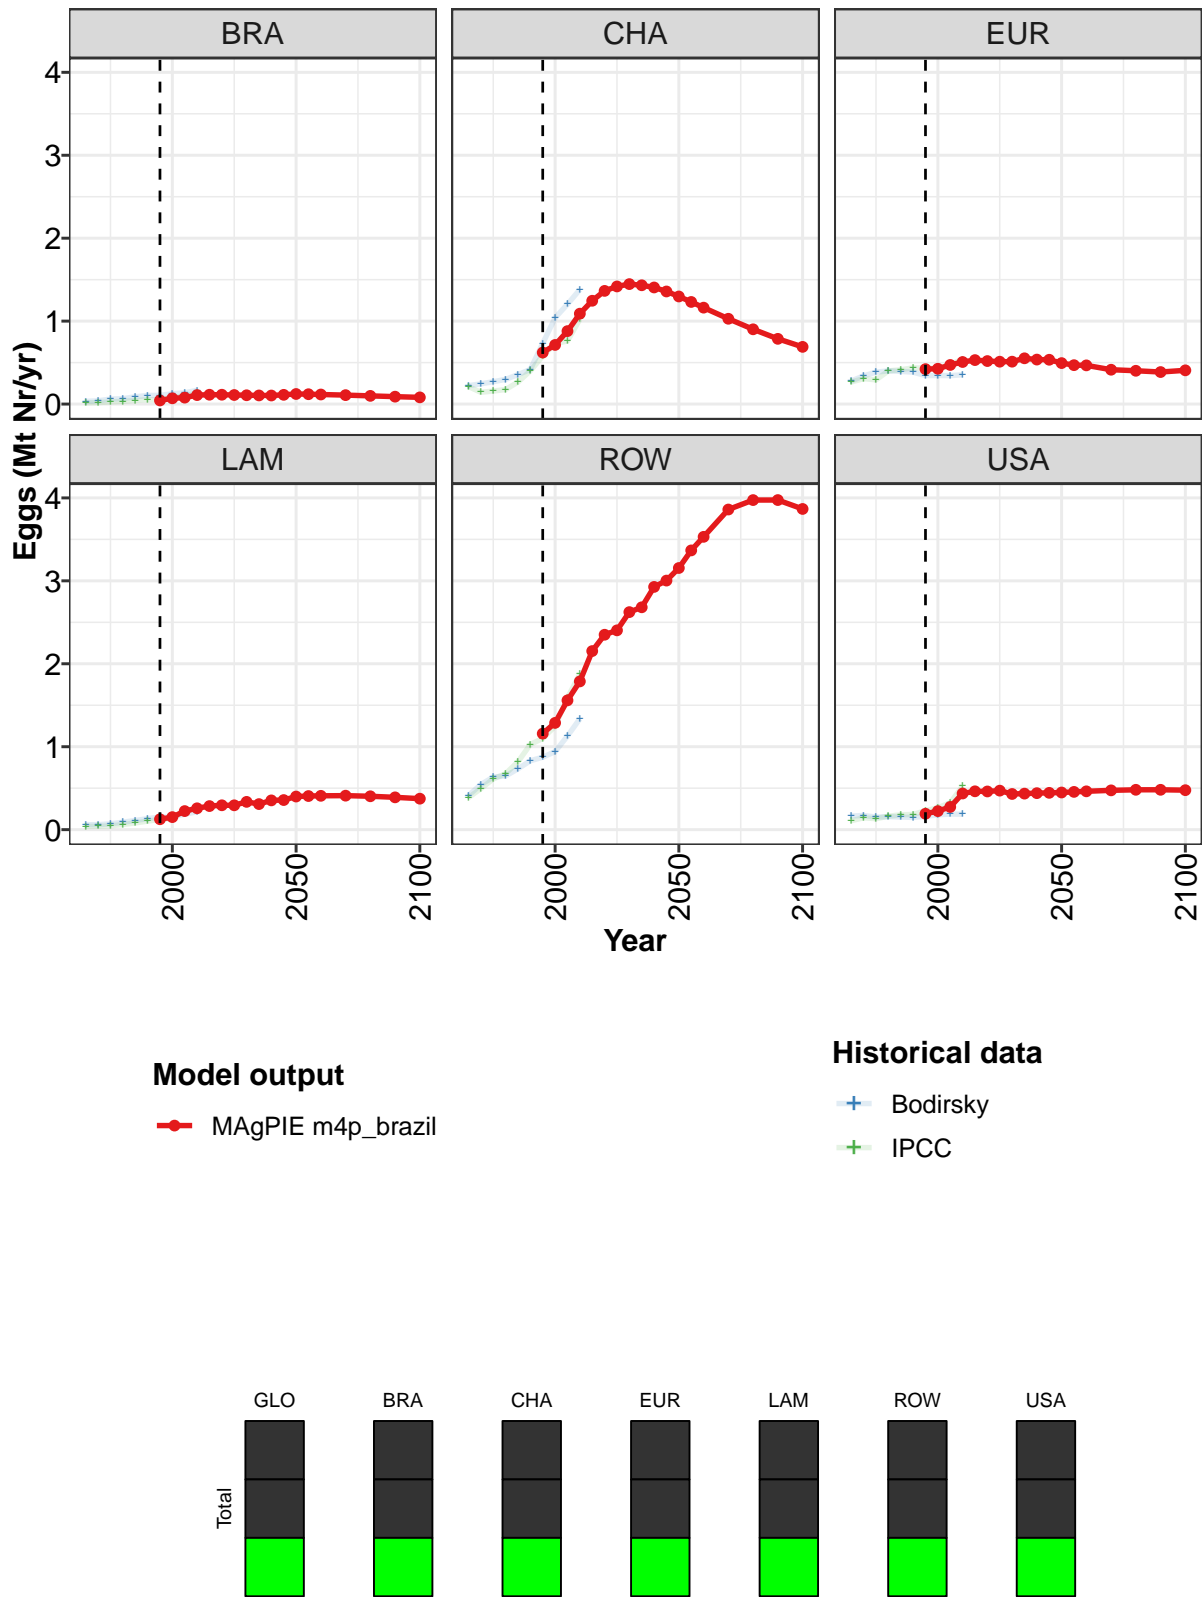 BRA CHA EUR
4
3
2
1
0
LAM ROW USA
4
3
2
1
0
Eggs (Mt Nr/yr)
2000 2050 2100 2000 2050 2100 2000 2050 2100
Year
Model output
MAgPIE m4p_brazil
Historical data
Bodirsky
IPCC
GLO BRA CHA EUR LAM ROW USA
Total